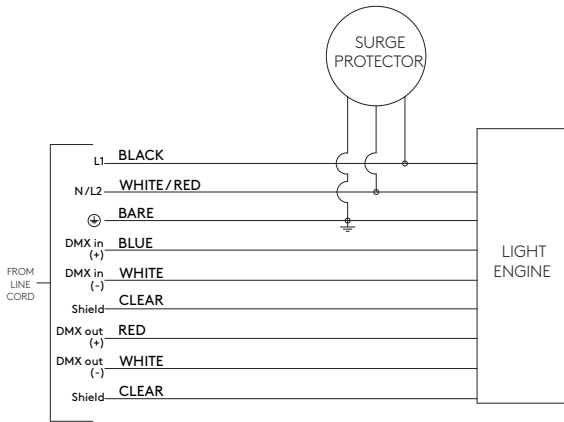 SURGE
PROTECTOR
L1 BLACK
N/L2 WHITE/RED
BARE
DMX in
(+)
BLUE
DMX in
(-)
WHITE
Shield CLEAR
DMX out
(+)
RED
DMX out
(-)
WHITE
Shield CLEAR
FROM
LINE
CORD
LIGHT
ENGINE